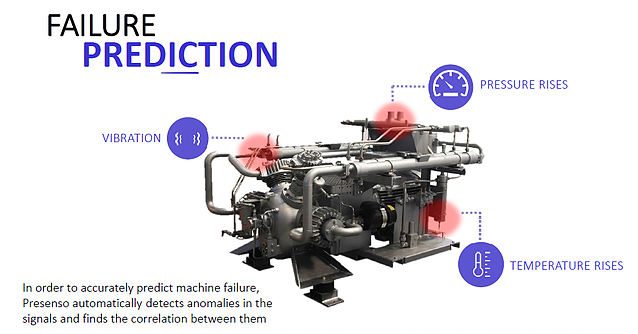 FAILURE
PREDICTION
PRESSURE RISES
VIBRATION
TEMPERATURE RISES
In order to accurately predict machine failure,
Presenso automatically detects anomalies in the
signals and finds the correlation between them